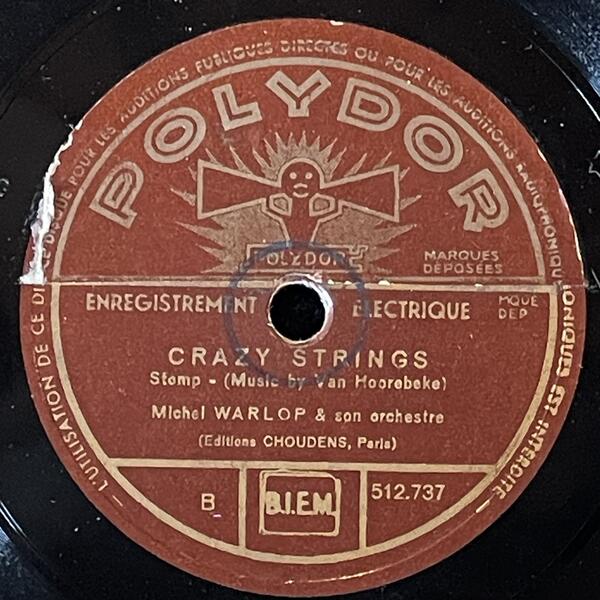 L'UTILISATION DE CE DISQUE POUR LES AUDITIONS PUBLIQUES DIRECTES OU POUR LES AUDITIONS RADIOPHONIQUES EST INTERDITE
POLYDOR
POLYDOR
MARQUES
DÉPOSÉES
ENREGISTREMENT ELECTRIQUE
MQUE
DEP
CRAZY STRINGS
Stomp - (Music by Van Hoorebeke)
Michel WARLOP & son orchestre
(Editions CHOUDENS, Paris)
B
B.I.E.M.
512.737